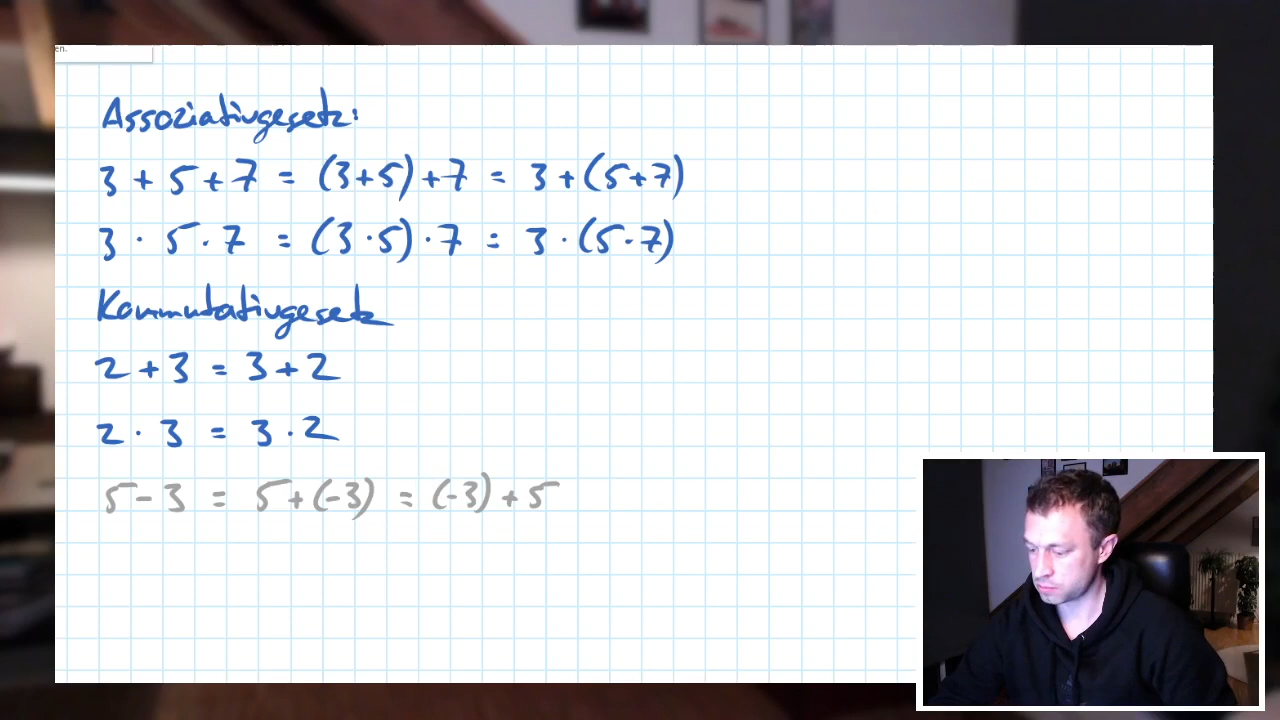 en.
Assoziativgesetz:
3 + 5 + 7 = (3+5) + 7 = 3 + (5+7)
3 · 5 · 7 = (3 · 5) · 7 = 3 · (5 · 7)
Kommutativgesetz
2 + 3 = 3 + 2
2 · 3 = 3 · 2
5 - 3 = 5 + (-3) = (-3) + 5